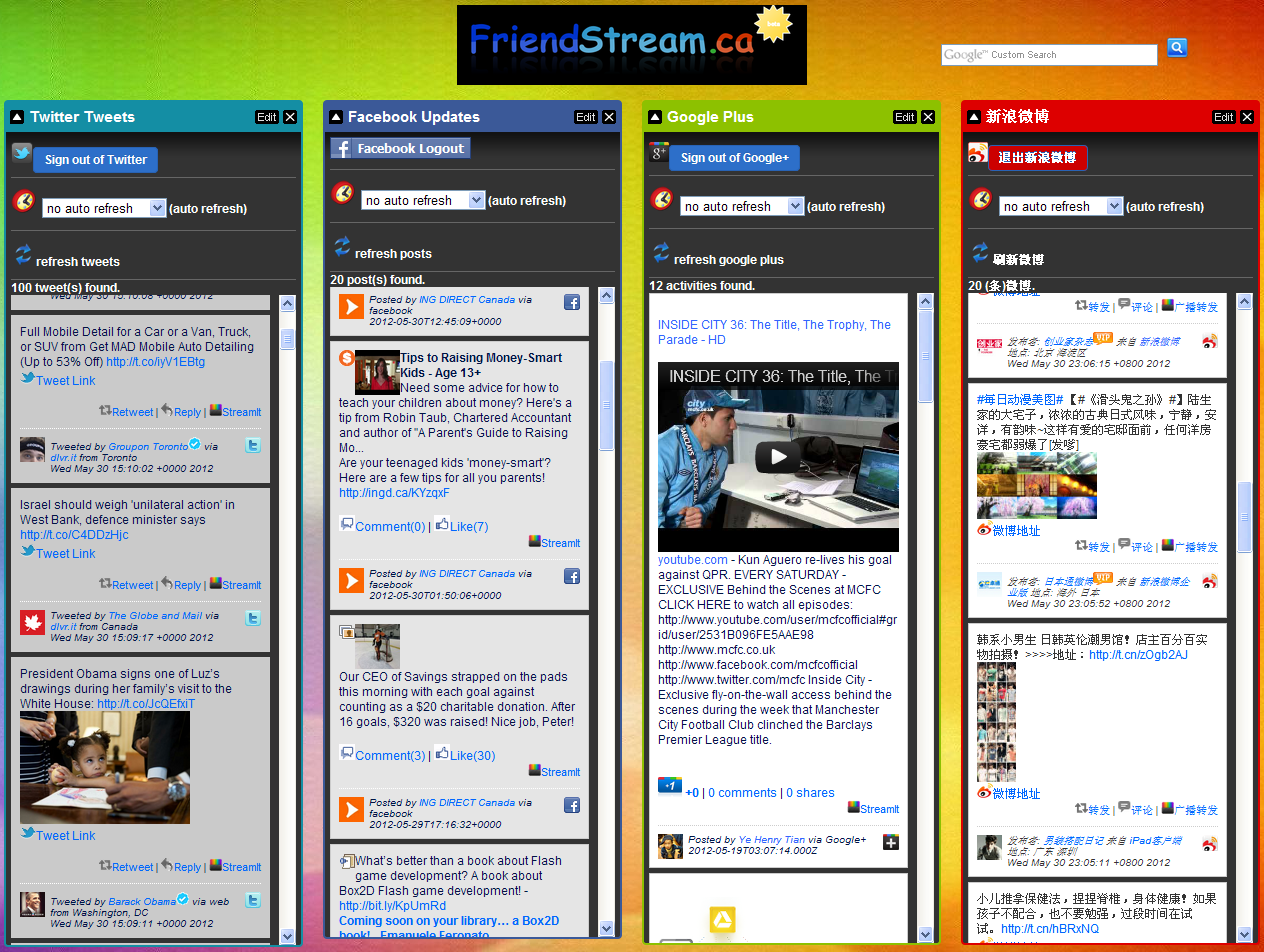 FriendStream.ca
beta
Google™ Custom Search
Twitter Tweets
Edit
Sign out of Twitter
no auto refresh (auto refresh)
refresh tweets
100 tweet(s) found.
Wed May 30 15:10:08 +0000 2012
Full Mobile Detail for a Car or a Van, Truck,
or SUV from Get MAD Mobile Auto Detailing
(Up to 53% Off) http://t.co/iyV1EBtg
Tweet Link
Retweet | Reply | StreamIt
Tweeted by Groupon Toronto via
dlvr.it from Toronto
Wed May 30 15:10:02 +0000 2012
Israel should weigh 'unilateral action' in
West Bank, defence minister says
http://t.co/C4DDzHjc
Tweet Link
Retweet | Reply | StreamIt
Tweeted by The Globe and Mail via
dlvr.it from Canada
Wed May 30 15:09:17 +0000 2012
President Obama signs one of Luz's
drawings during her family's visit to the
White House: http://t.co/JcQEfxiT
Tweet Link
Retweet | Reply | StreamIt
Tweeted by Barack Obama via web
from Washington, DC
Wed May 30 15:09:11 +0000 2012
Facebook Updates
Edit
Facebook Logout
no auto refresh (auto refresh)
refresh posts
20 post(s) found.
Posted by ING DIRECT Canada via
facebook
2012-05-30T12:45:09+0000
Tips to Raising Money-Smart
Kids - Age 13+
Need some advice for how to
teach your children about money? Here's a
tip from Robin Taub, Chartered Accountant
and author of "A Parent's Guide to Raising
Mo...
Are your teenaged kids 'money-smart'?
Here are a few tips for all you parents!
http://ingd.ca/KYzqxF
Comment(0) | Like(7)
StreamIt
Posted by ING DIRECT Canada via
facebook
2012-05-30T01:50:06+0000
Our CEO of Savings strapped on the pads
this morning with each goal against
counting as a $20 charitable donation. After
16 goals, $320 was raised! Nice job, Peter!
Comment(3) | Like(30)
StreamIt
Posted by ING DIRECT Canada via
facebook
2012-05-29T17:16:32+0000
What's better than a book about Flash
game development? A book about
Box2D Flash game development! -
http://bit.ly/KpUmRd
Coming soon on your library… a Box2D
book! - Emanuele Feronato
Google Plus
Edit
Sign out of Google+
no auto refresh (auto refresh)
refresh google plus
12 activities found.
INSIDE CITY 36: The Title, The Trophy, The
Parade - HD
INSIDE CITY 36: The Title, The T
city
mcfc.co.uk
youtube.com - Kun Aguero re-lives his goal
against QPR. EVERY SATURDAY -
EXCLUSIVE Behind the Scenes at MCFC
CLICK HERE to watch all episodes:
http://www.youtube.com/user/mcfcofficial#gr
id/user/2531B096FE5AAE98
http://www.mcfc.co.uk
http://www.facebook.com/mcfcofficial
http://www.twitter.com/mcfc Inside City -
Exclusive fly-on-the-wall access behind the
scenes during the week that Manchester
City Football Club clinched the Barclays
Premier League title.
+1 +0 | 0 comments | 0 shares
StreamIt
Posted by Ye Henry Tian via Google+
2012-05-19T03:07:14.000Z
新浪微博
Edit
退出新浪微博
no auto refresh (auto refresh)
刷新微博
20 (条)微博.
微博地址
转发 | 评论 | 广播转发
发布者: 创业家杂志 VIP 来自 新浪微博
地点: 北京 海淀区
Wed May 30 23:06:15 +0800 2012
#每日动漫美图#【#《滑头鬼之孙》#】陆生
家的大宅子，浓浓的古典日式风味，宁静，安
洋，有韵味~这样有爱的宅邸面前，任何洋房
豪宅都弱爆了[发嗲]
微博地址
转发 | 评论 | 广播转发
发布者: 日本通微博 VIP 来自 新浪微博企
业版 地点: 海外 日本
Wed May 30 23:05:52 +0800 2012
韩系小男生 日韩英伦潮男馆！店主百分百实
物拍摄！>>>>地址：http://t.cn/zOgb2AJ
微博地址
转发 | 评论 | 广播转发
发布者: 男装搭配日记 来自 iPad客户端
地点: 广东 深圳
Wed May 30 23:05:11 +0800 2012
小儿推拿保健法，捏捏脊椎，身体健康！如果
孩子不配合，也不要勉强，过段时间在试
试。http://t.cn/hBRxNQ